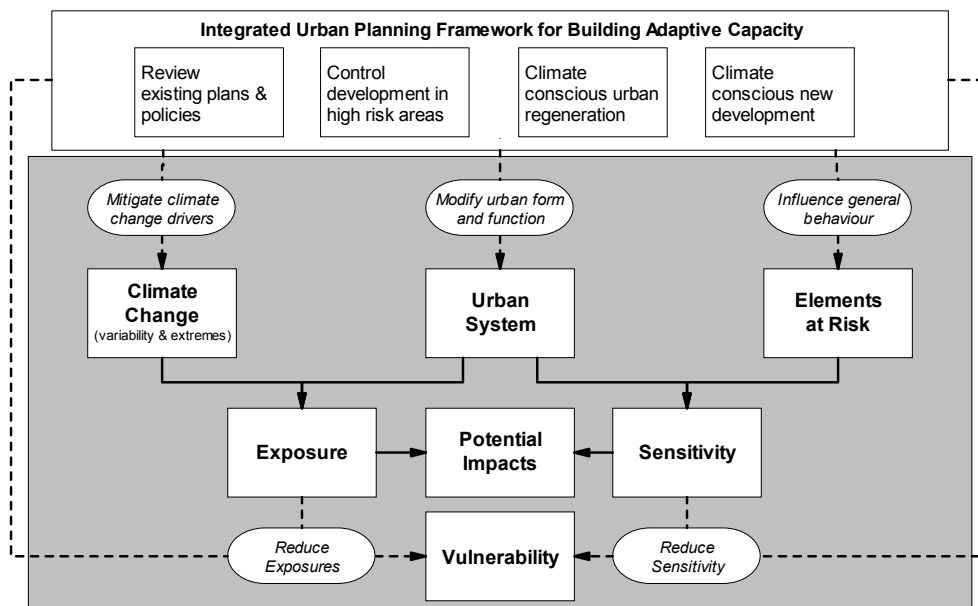 Integrated Urban Planning Framework for Building Adaptive Capacity
Review
existing plans &
policies
Control
development in
high risk areas
Climate
conscious urban
regeneration
Climate
conscious new
development
Mitigate climate
change drivers
Modify urban form
and function
Influence general
behaviour
Climate
Change
(variability & extremes)
Urban
System
Elements
at Risk
Exposure
Potential
Impacts
Sensitivity
Reduce
Exposures
Vulnerability
Reduce
Sensitivity